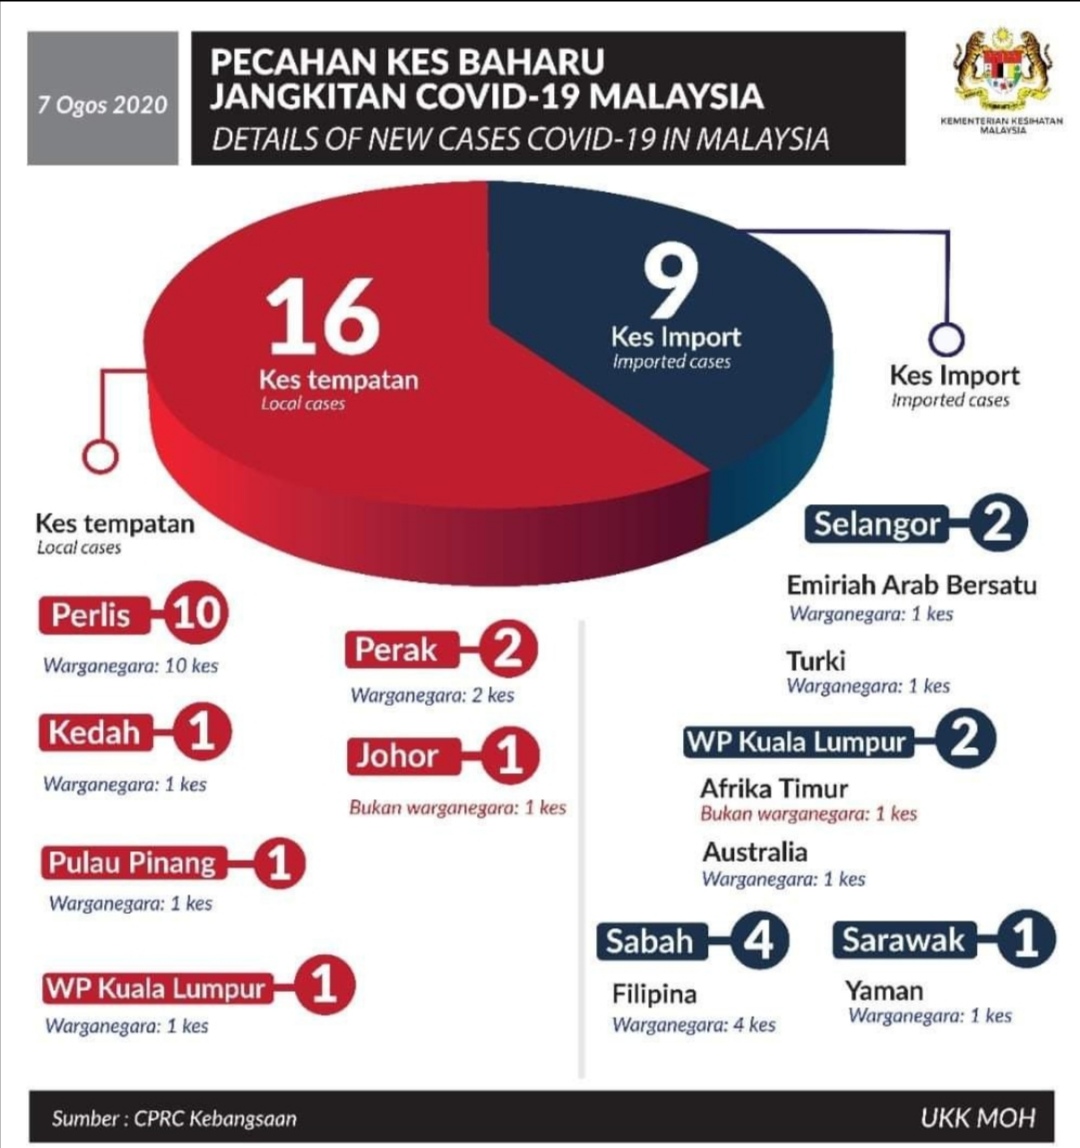 7 Ogos 2020
PECAHAN KES BAHARU
JANGKITAN COVID-19 MALAYSIA
DETAILS OF NEW CASES COVID-19 IN MALAYSIA
KEMENTERIAN KESIHATAN
MALAYSIA
16
Kes tempatan
Local cases
9
Kes Import
Imported cases
Kes Import
Imported cases
Kes tempatan
Local cases
Perlis 10
Warganegara: 10 kes
Kedah 1
Warganegara: 1 kes
Pulau Pinang 1
Warganegara: 1 kes
WP Kuala Lumpur 1
Warganegara: 1 kes
Perak 2
Warganegara: 2 kes
Johor 1
Bukan warganegara: 1 kes
Selangor 2
Emiriah Arab Bersatu
Warganegara: 1 kes
Turki
Warganegara: 1 kes
WP Kuala Lumpur 2
Afrika Timur
Bukan warganegara: 1 kes
Australia
Warganegara: 1 kes
Sabah 4
Filipina
Warganegara: 4 kes
Sarawak 1
Yaman
Warganegara: 1 kes
Sumber : CPRC Kebangsaan
UKK MOH